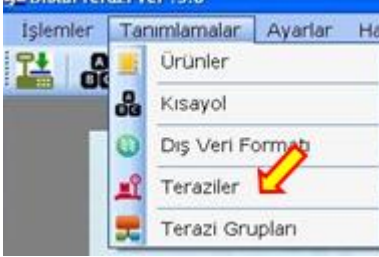 İşlemler Tanımlamalar Ayarlar
Ürünler
Kısayol
Dış Veri Formatı
Teraziler
Terazi Grupları